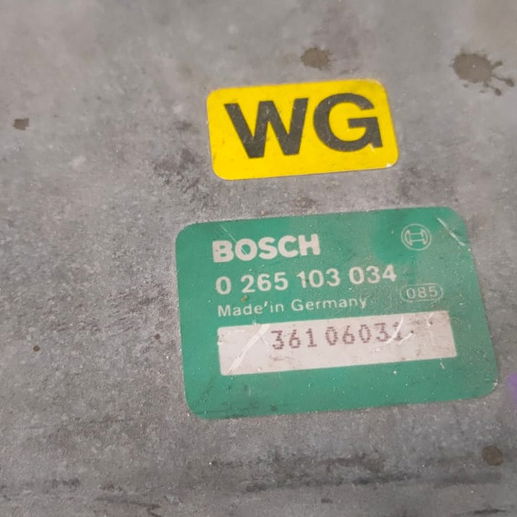 WG
BOSCH
0 265 103 034
Made in Germany 085
36106031